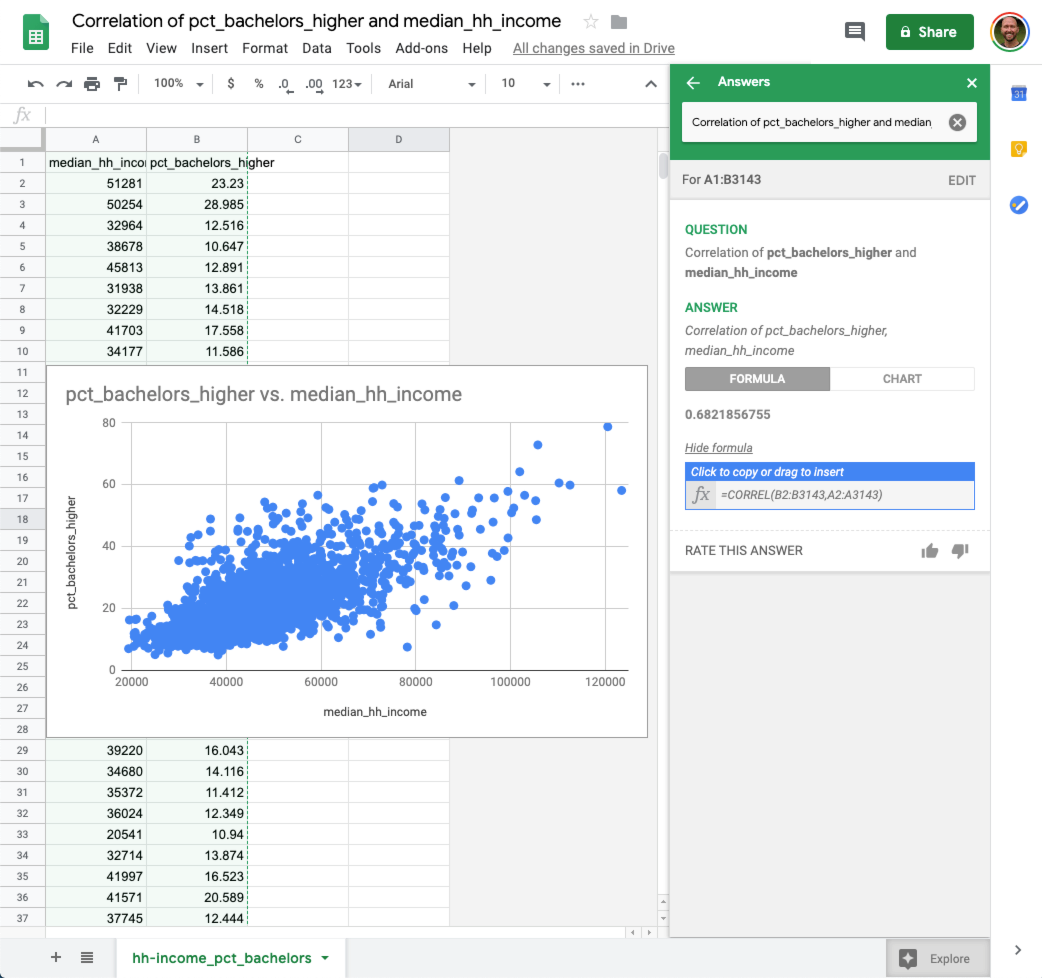 Correlation of pct_bachelors_higher and median_hh_income
File Edit View Insert Format Data Tools Add-ons Help All changes saved in Drive
Share
100% $ % .0 .00 123 Arial 10
fx
Answers
Correlation of pct_bachelors_higher and median
31
For A1:B3143 EDIT
A B C D
1 median_hh_inco pct_bachelors_higher
2 51281 23.23
3 50254 28.985
4 32964 12.516
5 38678 10.647
6 45813 12.891
7 31938 13.861
8 32229 14.518
9 41703 17.558
10 34177 11.586
11
12
13
14
15
16
17
18
19
20
21
22
23
24
25
26
27
28
pct_bachelors_higher vs. median_hh_income
pct_bachelors_higher
80
60
40
20
0
20000 40000 60000 80000 100000 120000
median_hh_income
29 39220 16.043
30 34680 14.116
31 35372 11.412
32 36024 12.349
33 20541 10.94
34 32714 13.874
35 41997 16.523
36 41571 20.589
37 37745 12.444
QUESTION
Correlation of pct_bachelors_higher and
median_hh_income
ANSWER
Correlation of pct_bachelors_higher,
median_hh_income
FORMULA CHART
0.6821856755
Hide formula
Click to copy or drag to insert
fx =CORREL(B2:B3143,A2:A3143)
RATE THIS ANSWER
hh-income_pct_bachelors
Explore